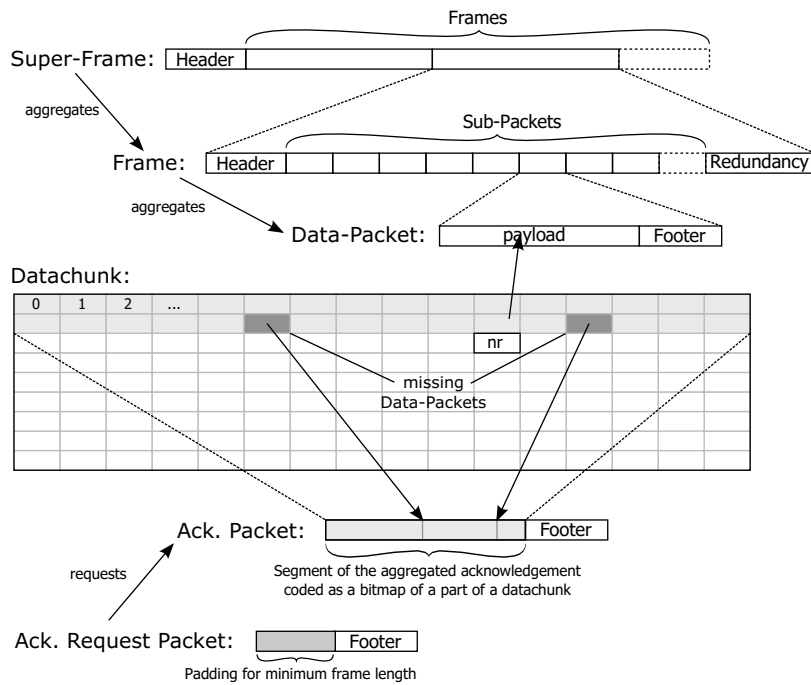 Frames
Super-Frame: Header
aggregates
Sub-Packets
Frame: Header Redundancy
aggregates
Data-Packet: payload Footer
Datachunk:
0 1 2 ...
nr
missing
Data-Packets
Ack. Packet: Footer
requests
Segment of the aggregated acknowledgement
coded as a bitmap of a part of a datachunk
Ack. Request Packet: Footer
Padding for minimum frame length